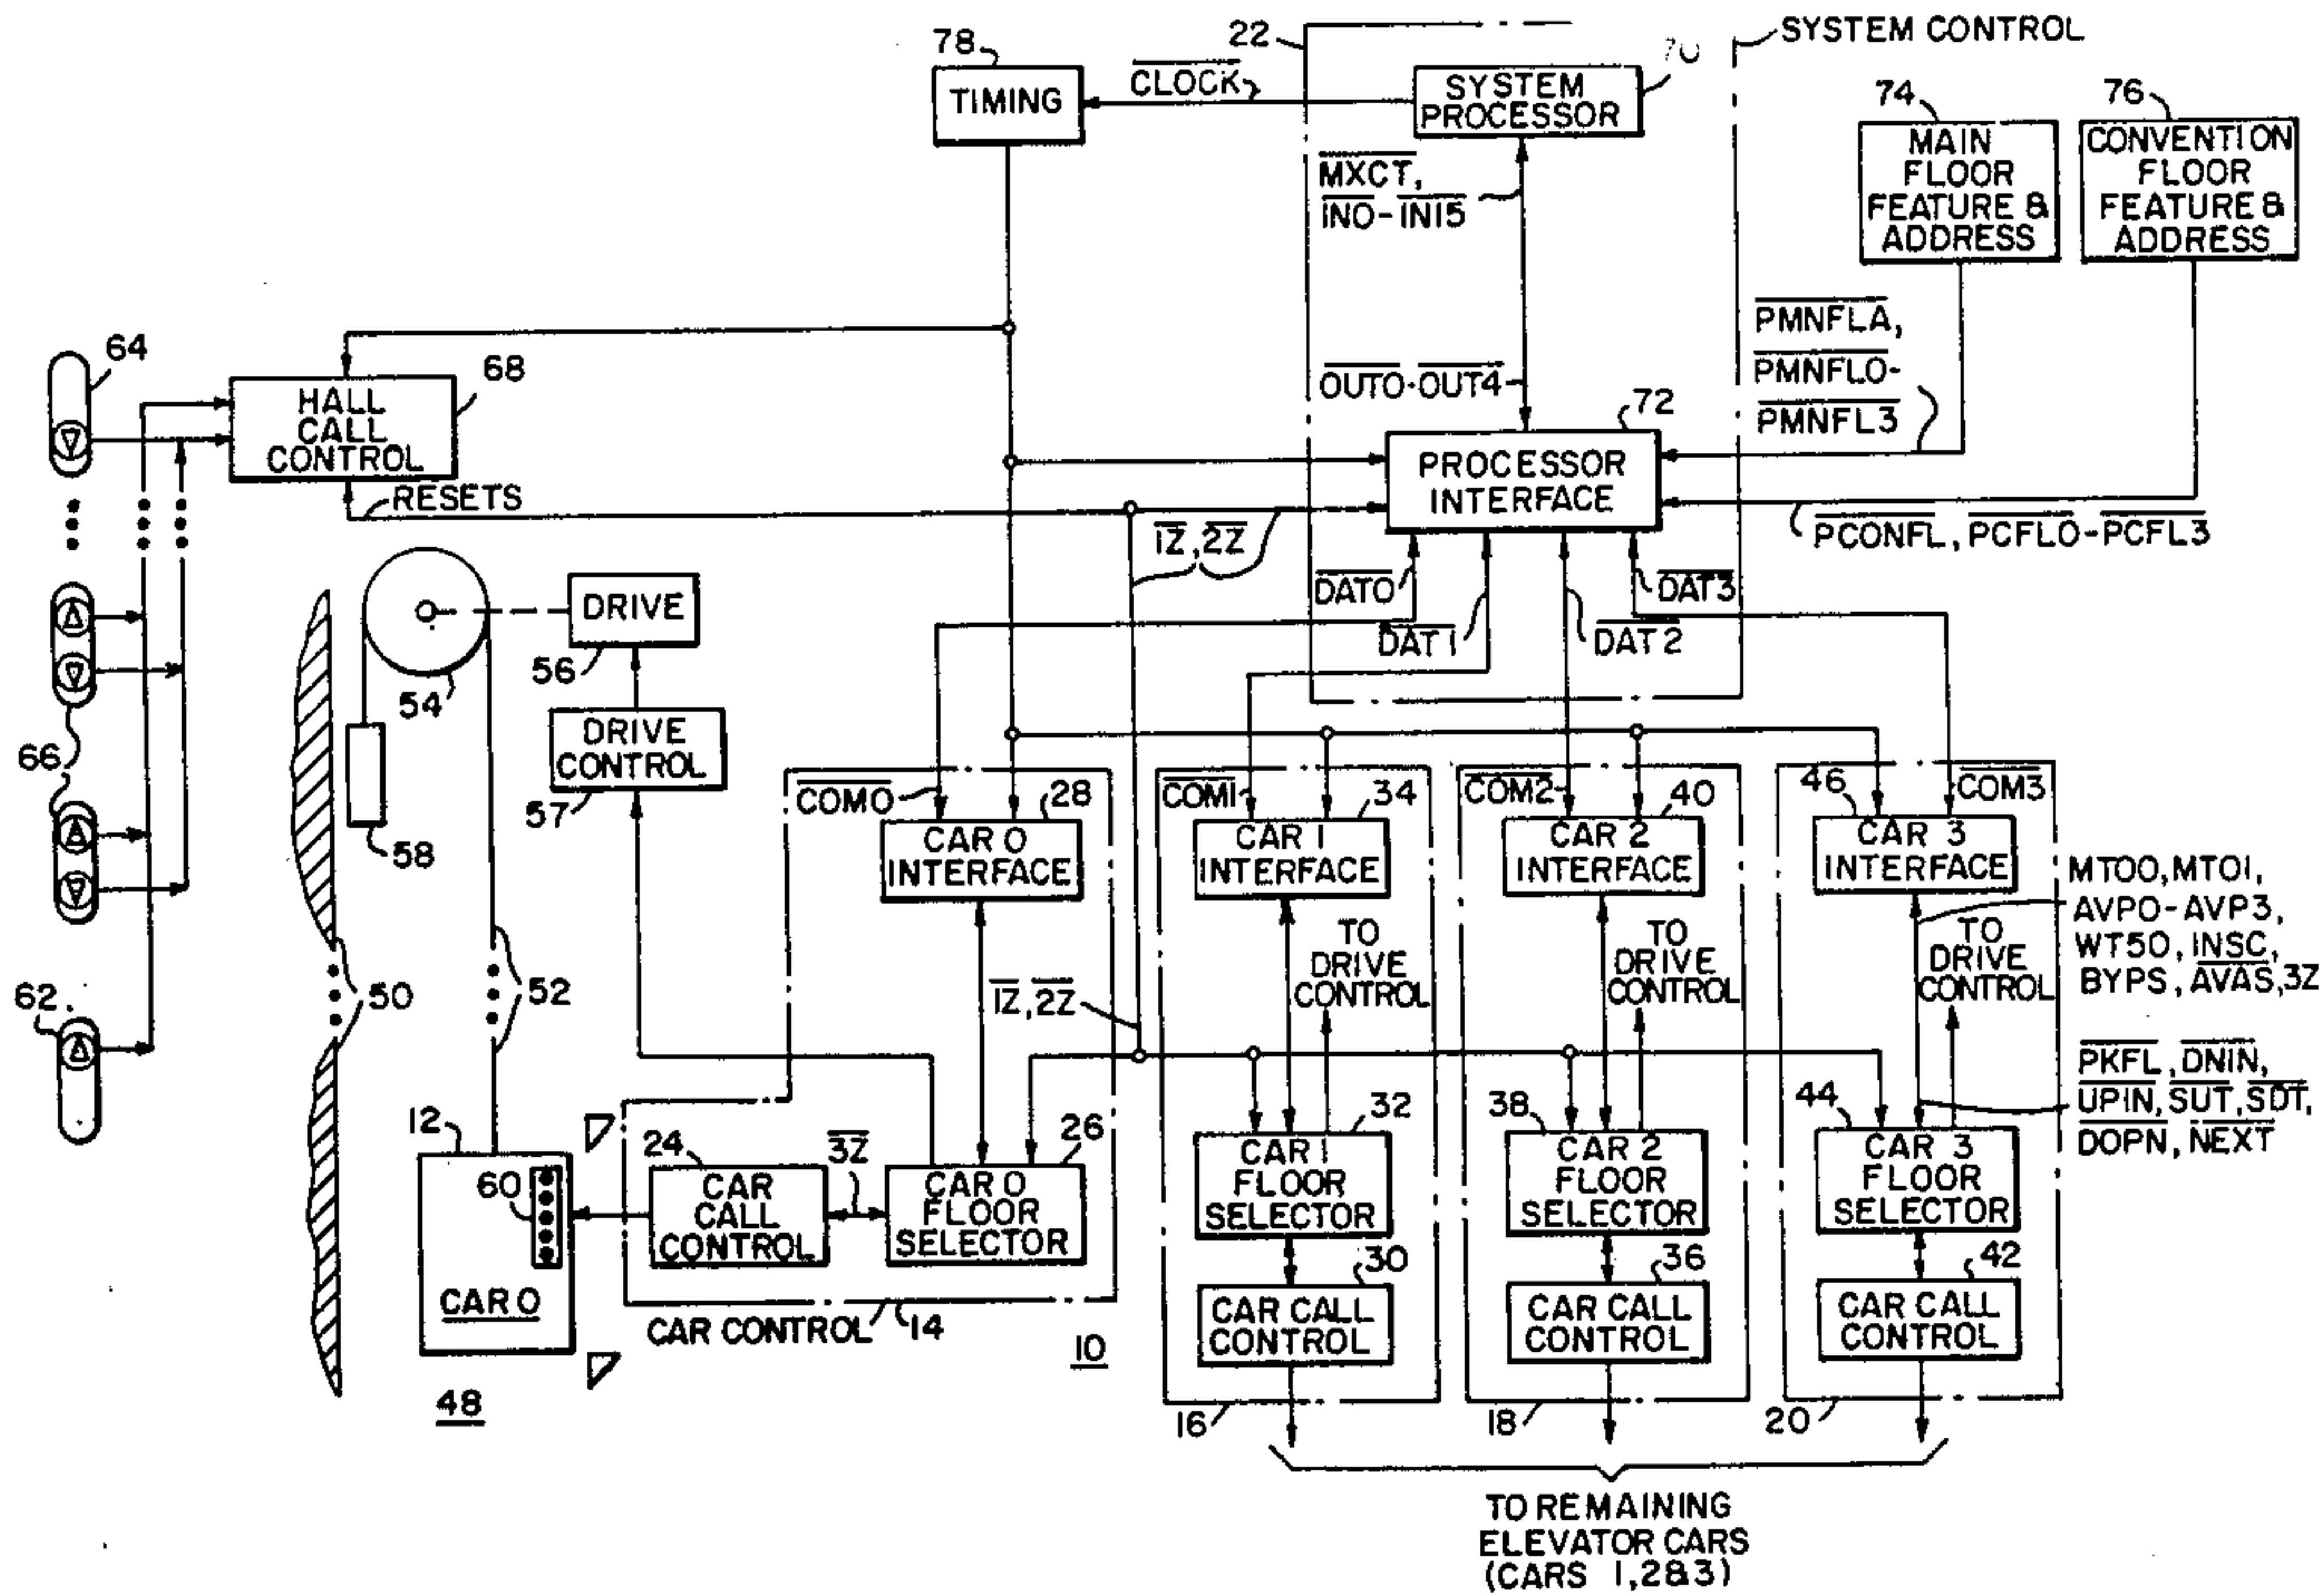 22
SYSTEM CONTROL
78
TIMING
CLOCK
SYSTEM
PROCESSOR
70
74
MAIN
FLOOR
FEATURE &
ADDRESS
76
CONVENTION
FLOOR
FEATURE &
ADDRESS
MXCT,
IN0-IN15
OUT0-OUT4
PMNFLA,
PMNFL0-
PMNFL3
64
HALL
CALL
CONTROL
68
RESETS
72
PROCESSOR
INTERFACE
1Z, 2Z
PCONFL, PCFL0-PCFL3
DAT0
DAT1
DAT2
DAT3
DRIVE
56
54
DRIVE
CONTROL
57
66
58
COM0
28
CAR 0
INTERFACE
COM1
34
CAR 1
INTERFACE
COM2
40
CAR 2
INTERFACE
46
COM3
CAR 3
INTERFACE
MT00, MT01,
AVP0-AVP3,
WT50, INSC,
BYPS, AVAS, 3Z
TO
DRIVE
CONTROL
TO
DRIVE
CONTROL
TO
DRIVE
CONTROL
62
50
52
1Z, 2Z
PKFL, DNIN,
UPIN, SUT, SDT,
DOPN, NEXT
12
60
CAR 0
24
CAR
CALL
CONTROL
3Z
26
CAR 0
FLOOR
SELECTOR
32
CAR 1
FLOOR
SELECTOR
38
CAR 2
FLOOR
SELECTOR
44
CAR 3
FLOOR
SELECTOR
30
CAR CALL
CONTROL
36
CAR CALL
CONTROL
42
CAR CALL
CONTROL
CAR CONTROL
14
10
48
16
18
20
TO REMAINING
ELEVATOR CARS
(CARS 1,2&3)